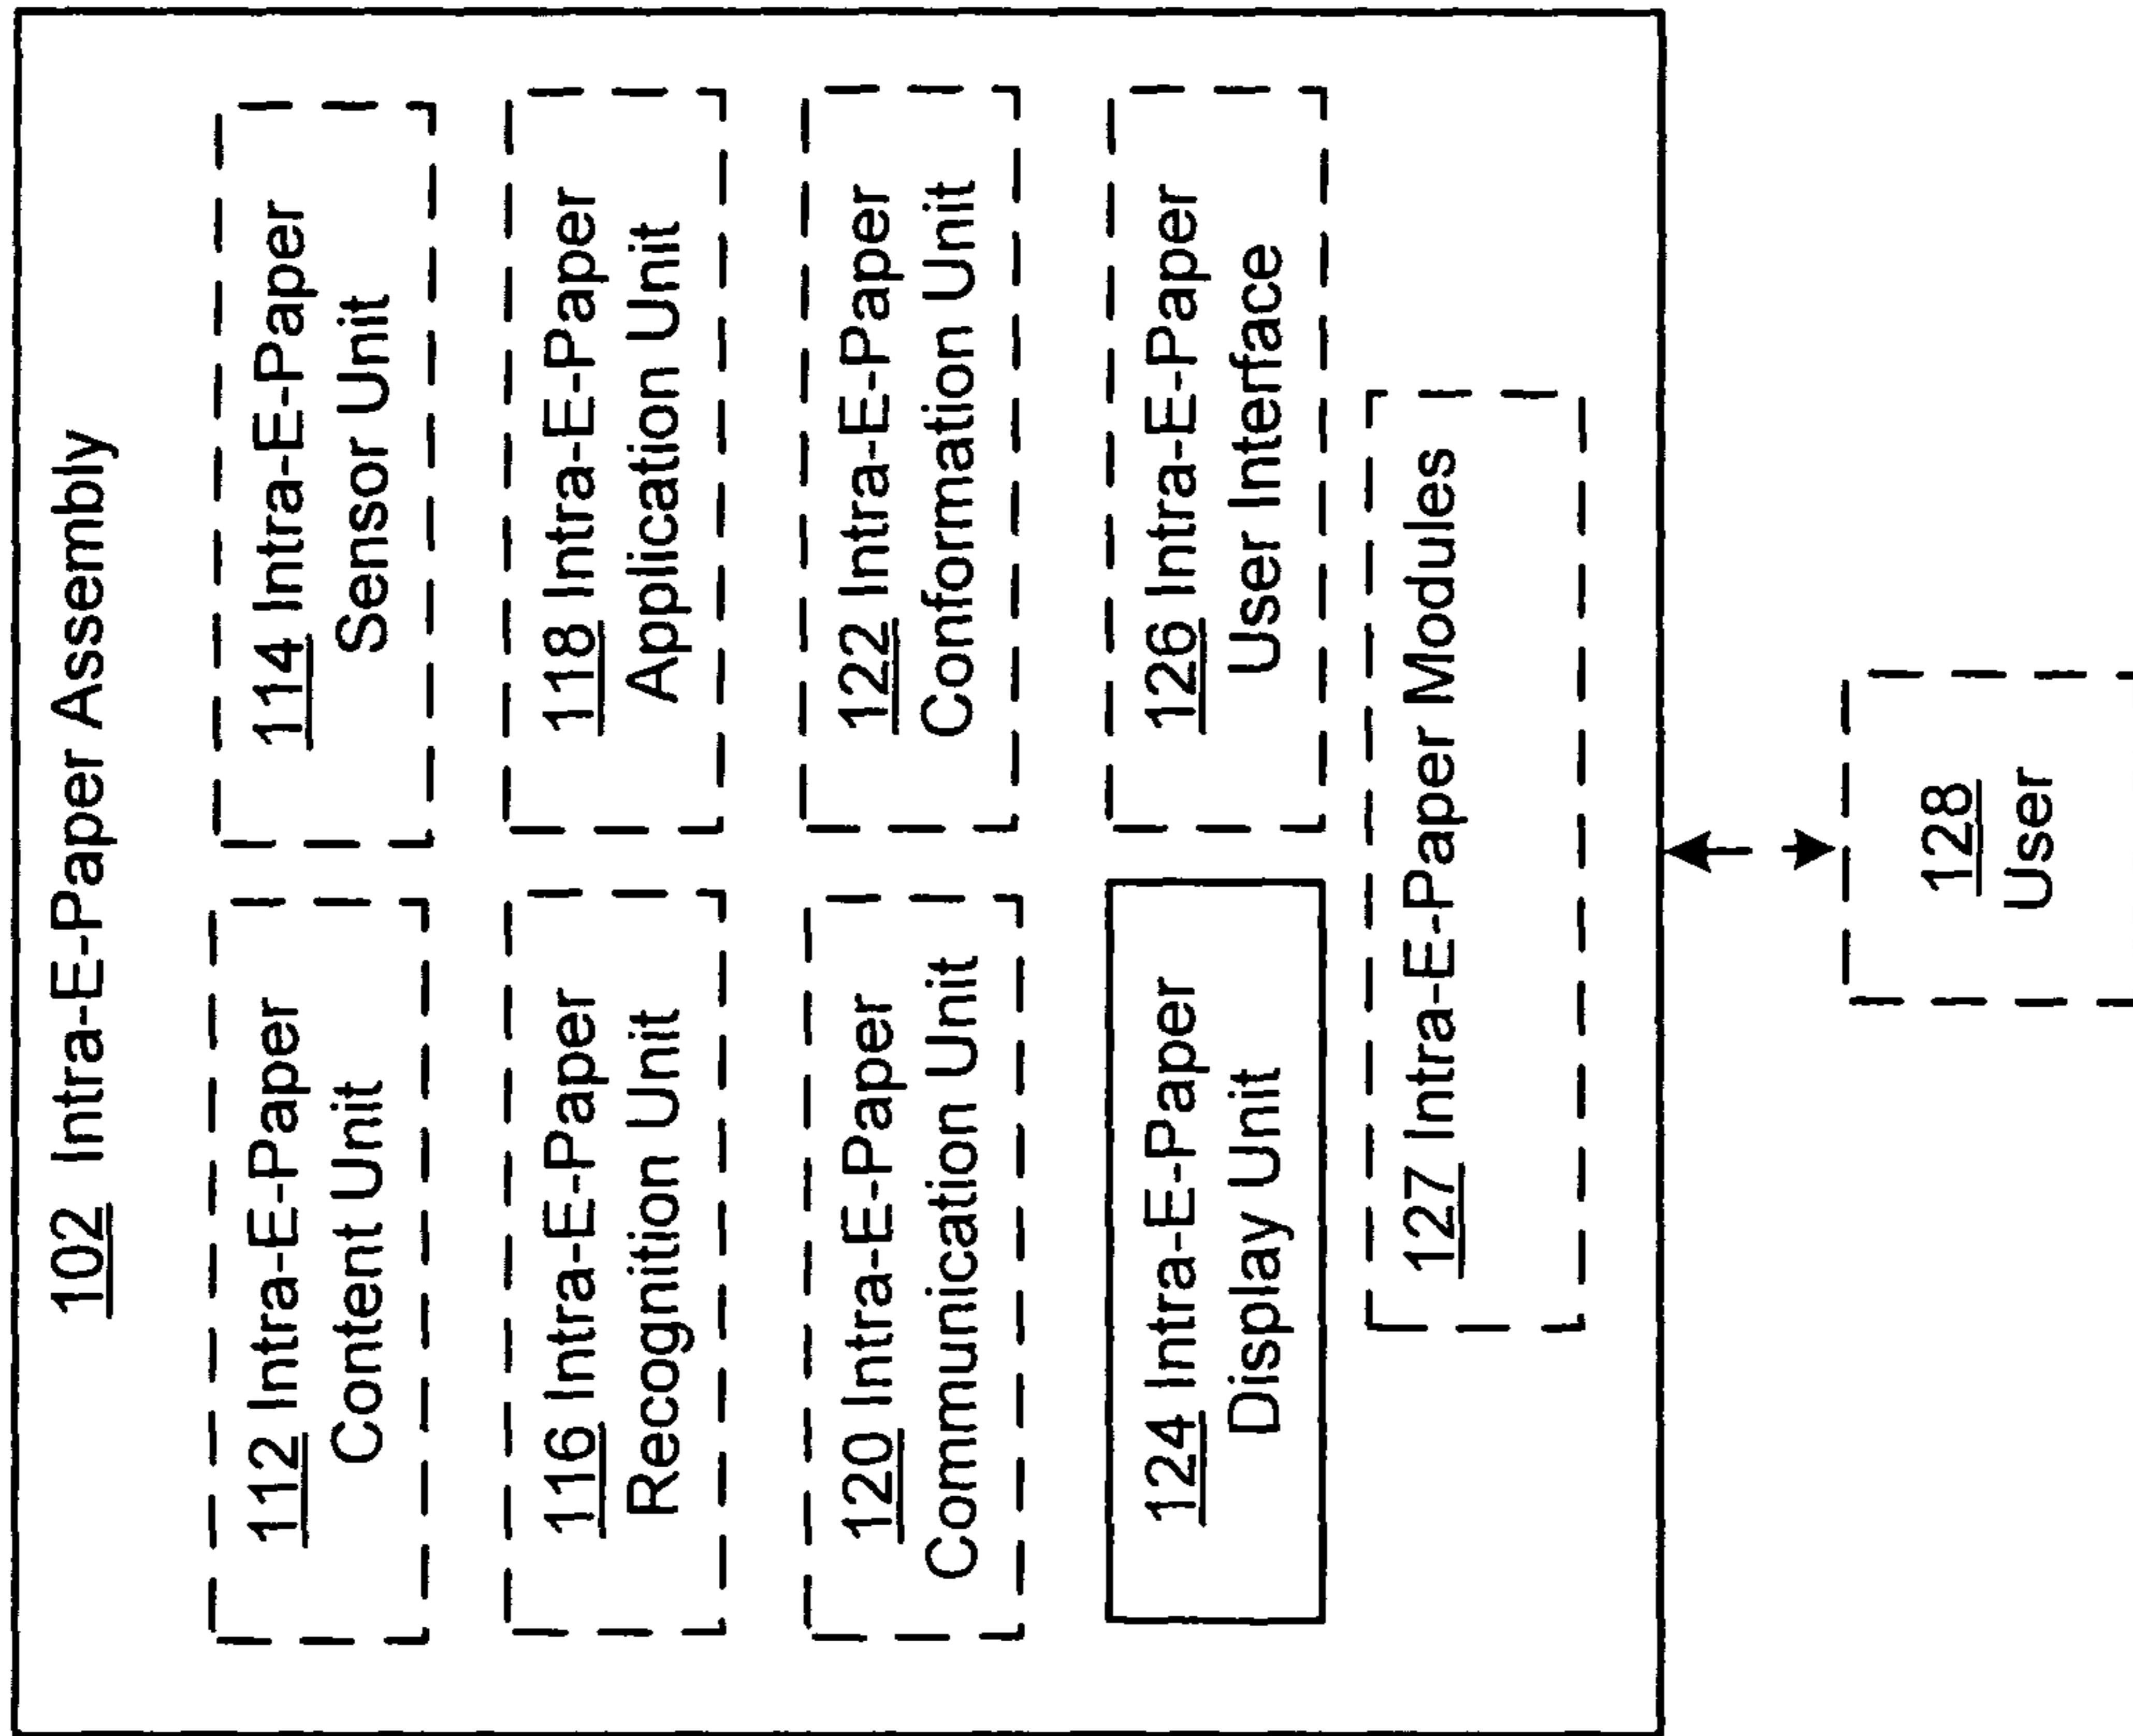 102 Intra-E-Paper Assembly
112 Intra-E-Paper
Content Unit
114 Intra-E-Paper
Sensor Unit
116 Intra-E-Paper
Recognition Unit
118 Intra-E-Paper
Application Unit
120 Intra-E-Paper
Communication Unit
122 Intra-E-Paper
Conformation Unit
124 Intra-E-Paper
Display Unit
126 Intra-E-Paper
User Interface
127 Intra-E-Paper Modules
128
User